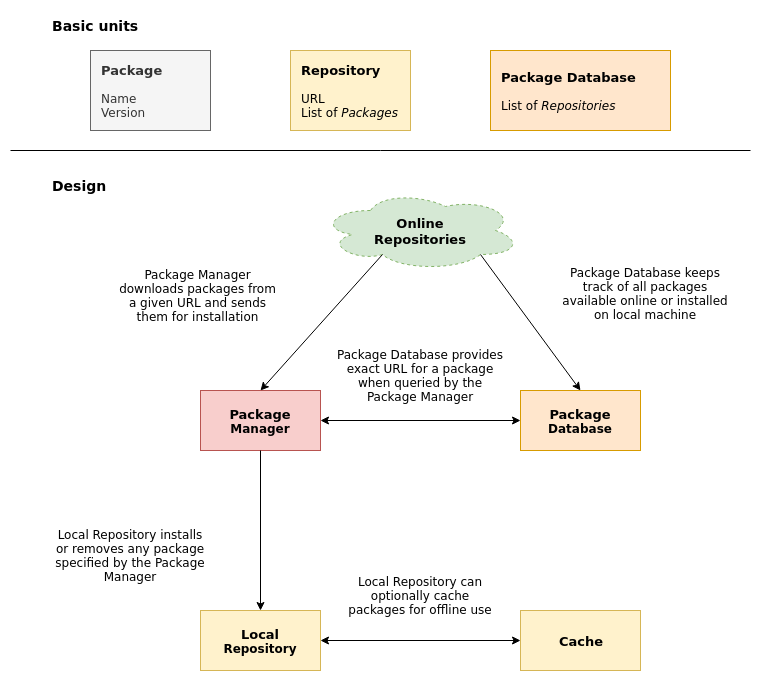 Basic units
Package
Name
Version
Repository
URL
List of Packages
Package Database
List of Repositories
Design
Online
Repositories
Package Manager
downloads packages from
a given URL and sends
them for installation
Package Database keeps
track of all packages
available online or installed
on local machine
Package Database provides
exact URL for a package
when queried by the
Package Manager
Package
Manager
Package
Database
Local Repository installs
or removes any package
specified by the Package
Manager
Local Repository can
optionally cache
packages for offline use
Local
Repository
Cache